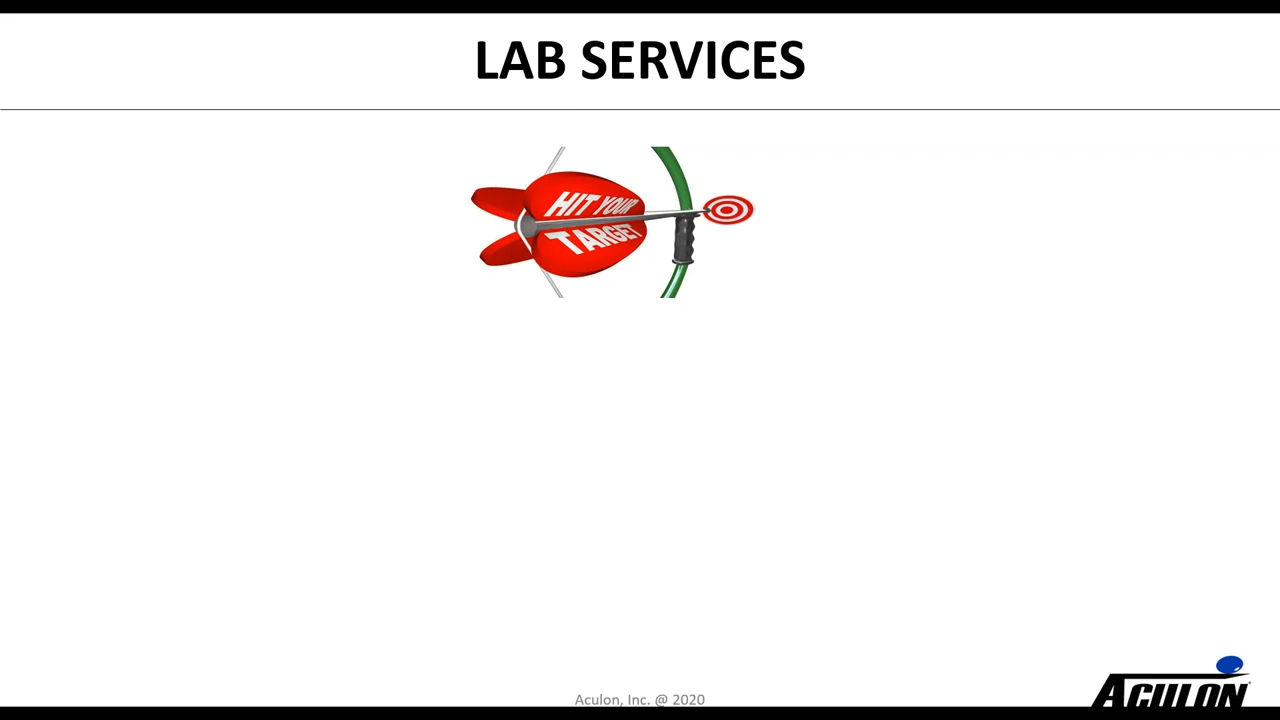 LAB SERVICES
HIT YOUR
TARGET
Aculon, Inc. @ 2020
ACULON